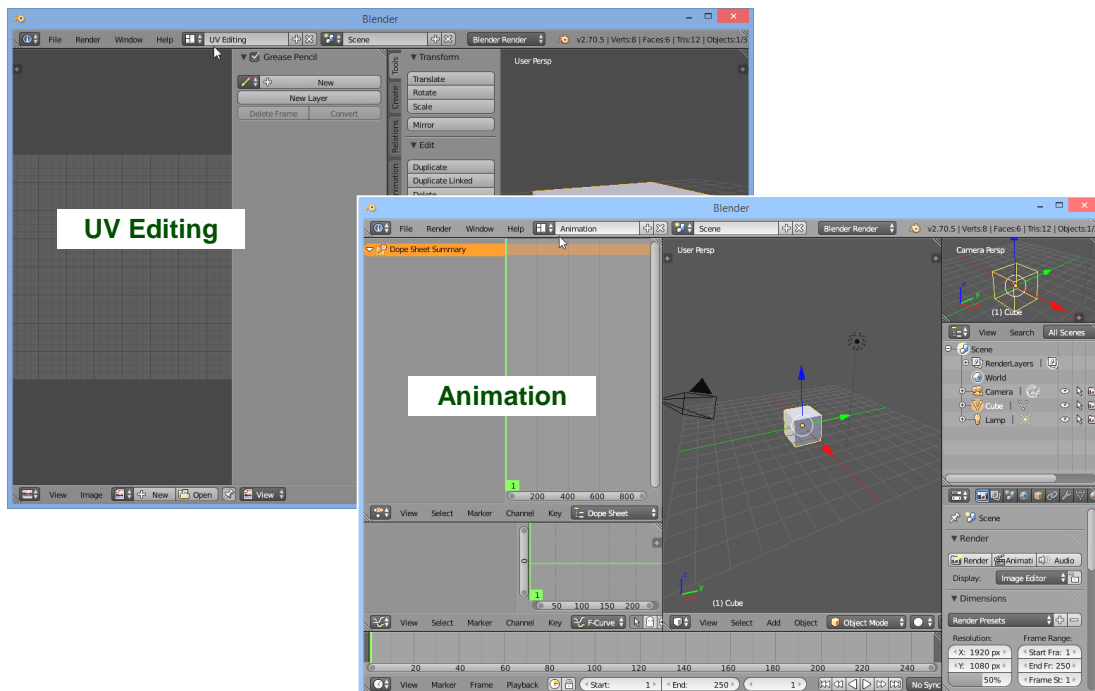 Blender
File Render Window Help UV Editing Scene Blender Render v2.70.5 | Verts:8 | Faces:6 | Tris:12 | Objects:1/3
Grease Pencil
New
New Layer
Delete Frame Convert
Tools
Create
Relations
Transform
Translate
Rotate
Scale
Mirror
Edit
Duplicate
Duplicate Linked
User Persp
UV Editing
View Image New Open View
Blender
File Render Window Help Animation Scene Blender Render v2.70.5 | Verts:8 | Faces:6 | Tris:12 | Objects:1/
Dope Sheet Summary
Animation
1
200 400 600 800
View Select Marker Channel Key Dope Sheet
0
1
50 100 150 200
View Select Marker Channel Key F-Curve
User Persp
z
y
(1) Cube
View Select Add Object Object Mode
Camera Persp
z
y
(1) Cube
View Search All Scenes
Scene
RenderLayers |
World
Camera |
Cube |
Lamp |
Scene
Render
Render Animati Audio
Display: Image Editor
Dimensions
Render Presets
Resolution: Frame Range:
X: 1920 px Start Fra: 1
Y: 1080 px End Fr: 250
50% Frame St: 1
20 40 60 80 100 120 140 160 180 200 220 240
View Marker Frame Playback Start: 1 End: 250 1 No Sync